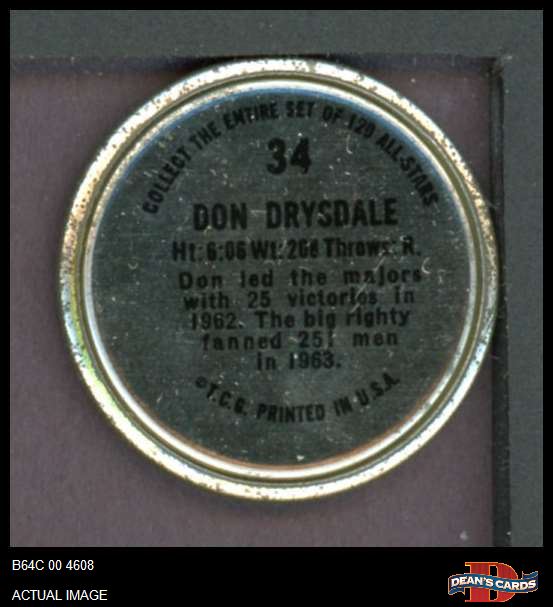 COLLECT THE ENTIRE SET OF 120 ALL-STARS
34
DON DRYSDALE
Ht: 6:06 Wt: 208 Throws: R.
Don led the majors
with 25 victories in
1962. The big righty
fanned 251 men
in 1963.
©T.C.G. PRINTED IN U.S.A.
B64C 00 4608
ACTUAL IMAGE
D
DEAN'S CARDS